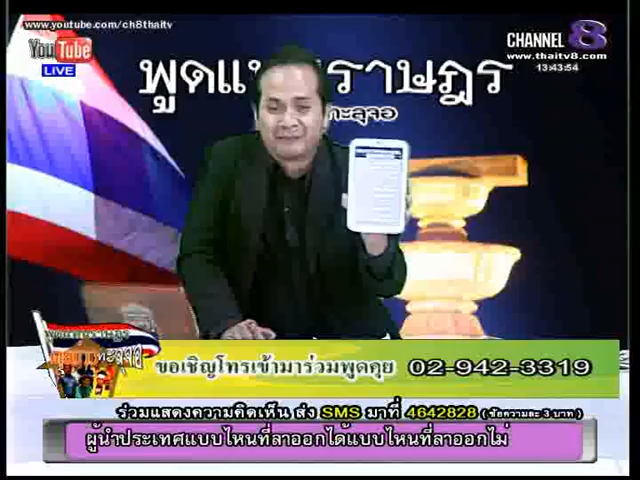 www.youtube.com/ch8thaitv
YouTube
LIVE
CHANNEL 8
www.thaitv8.com
13:43:54
ราษฎร
ทะลุจอ
ขอเชิญโทรเข้ามาร่วมพูดคุย 02-942-3319
ร่วมแสดงความคิดเห็น ส่ง SMS มาที่ 4642828 ( ข้อความละ 3 บาท )
ผู้นำประเทศแบบไหนที่ลาออกได้แบบไหนที่ลาออกไม่